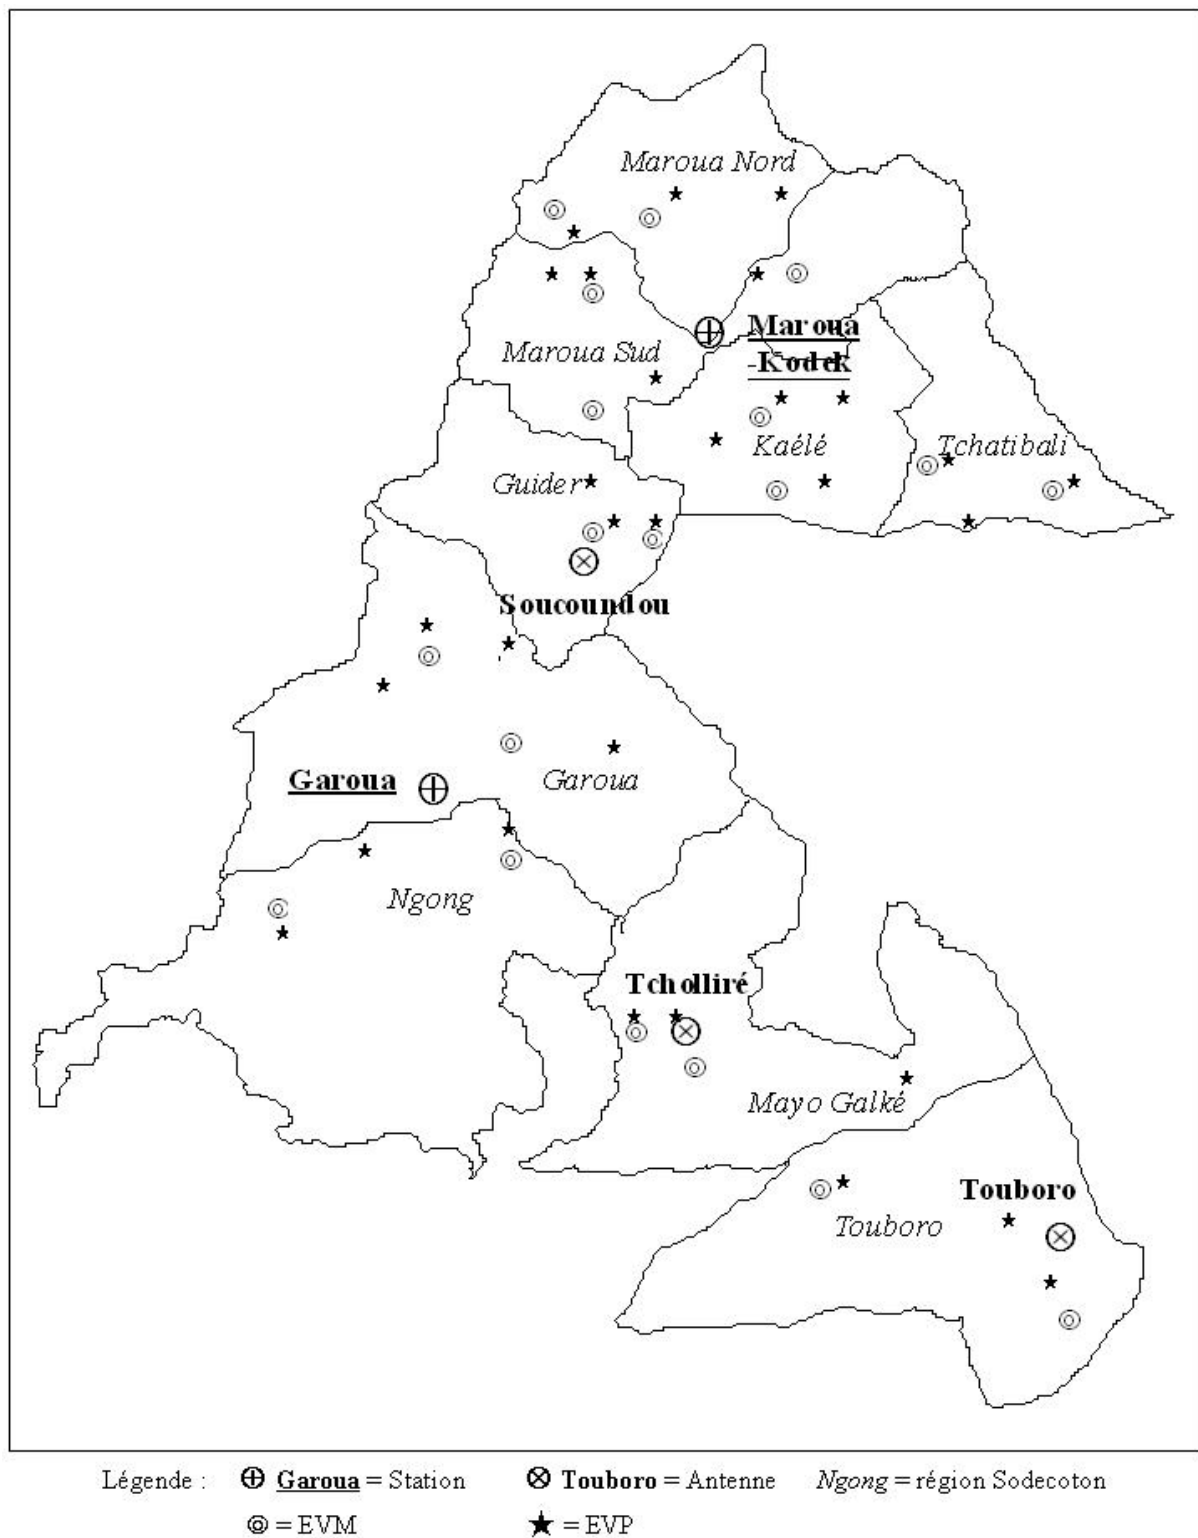 Maroua Nord
Maroua
Maroua Sud
-Kodek
Kaélé
Tchatibali
Guider
Soucoundou
Garoua
Garoua
Ngong
Tcholliré
Mayo Galké
Touboro
Touboro
Légende : Garoua = Station Touboro = Antenne Ngong = région Sodecoton
= EVM = EVP